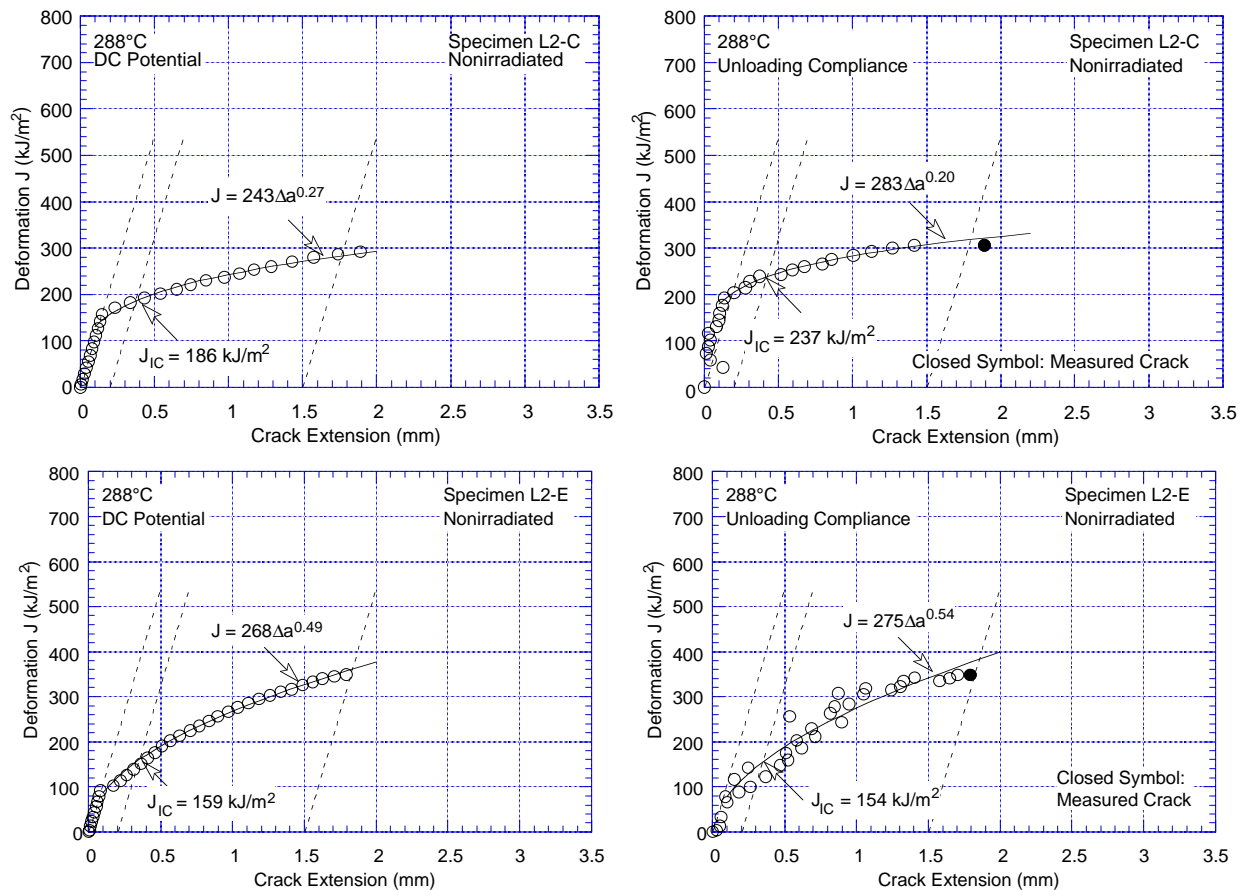 288°C
DC Potential
Specimen L2-C
Nonirradiated
J = 243Δa^0.27
J_IC = 186 kJ/m^2
Deformation J (kJ/m^2)
800
700
600
500
400
300
200
100
0
0 0.5 1 1.5 2 2.5 3 3.5
Crack Extension (mm)
288°C
Unloading Compliance
Specimen L2-C
Nonirradiated
J = 283Δa^0.20
J_IC = 237 kJ/m^2
Closed Symbol: Measured Crack
Deformation J (kJ/m^2)
800
700
600
500
400
300
200
100
0
0 0.5 1 1.5 2 2.5 3 3.5
Crack Extension (mm)
288°C
DC Potential
Specimen L2-E
Nonirradiated
J = 268Δa^0.49
J_IC = 159 kJ/m^2
Deformation J (kJ/m^2)
800
700
600
500
400
300
200
100
0
0 0.5 1 1.5 2 2.5 3 3.5
Crack Extension (mm)
288°C
Unloading Compliance
Specimen L2-E
Nonirradiated
J = 275Δa^0.54
J_IC = 154 kJ/m^2
Closed Symbol:
Measured Crack
Deformation J (kJ/m^2)
800
700
600
500
400
300
200
100
0
0 0.5 1 1.5 2 2.5 3 3.5
Crack Extension (mm)